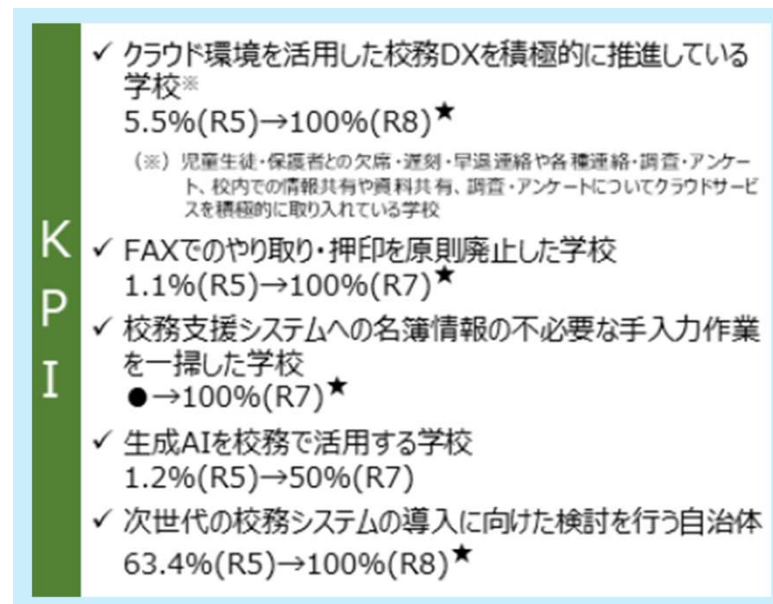 KPI
✓ クラウド環境を活用した校務DXを積極的に推進している
学校※
5.5%(R5)→100%(R8)★
（※）児童生徒・保護者との欠席・遅刻・早退連絡や各種連絡・調査・アンケー
ト、校内での情報共有や資料共有、調査・アンケートについてクラウドサービ
スを積極的に取り入れている学校
✓ FAXでのやり取り・押印を原則廃止した学校
1.1%(R5)→100%(R7)★
✓ 校務支援システムへの名簿情報の不必要な手入力作業
を一掃した学校
●→100%(R7)★
✓ 生成AIを校務で活用する学校
1.2%(R5)→50%(R7)
✓ 次世代の校務システムの導入に向けた検討を行う自治体
63.4%(R5)→100%(R8)★